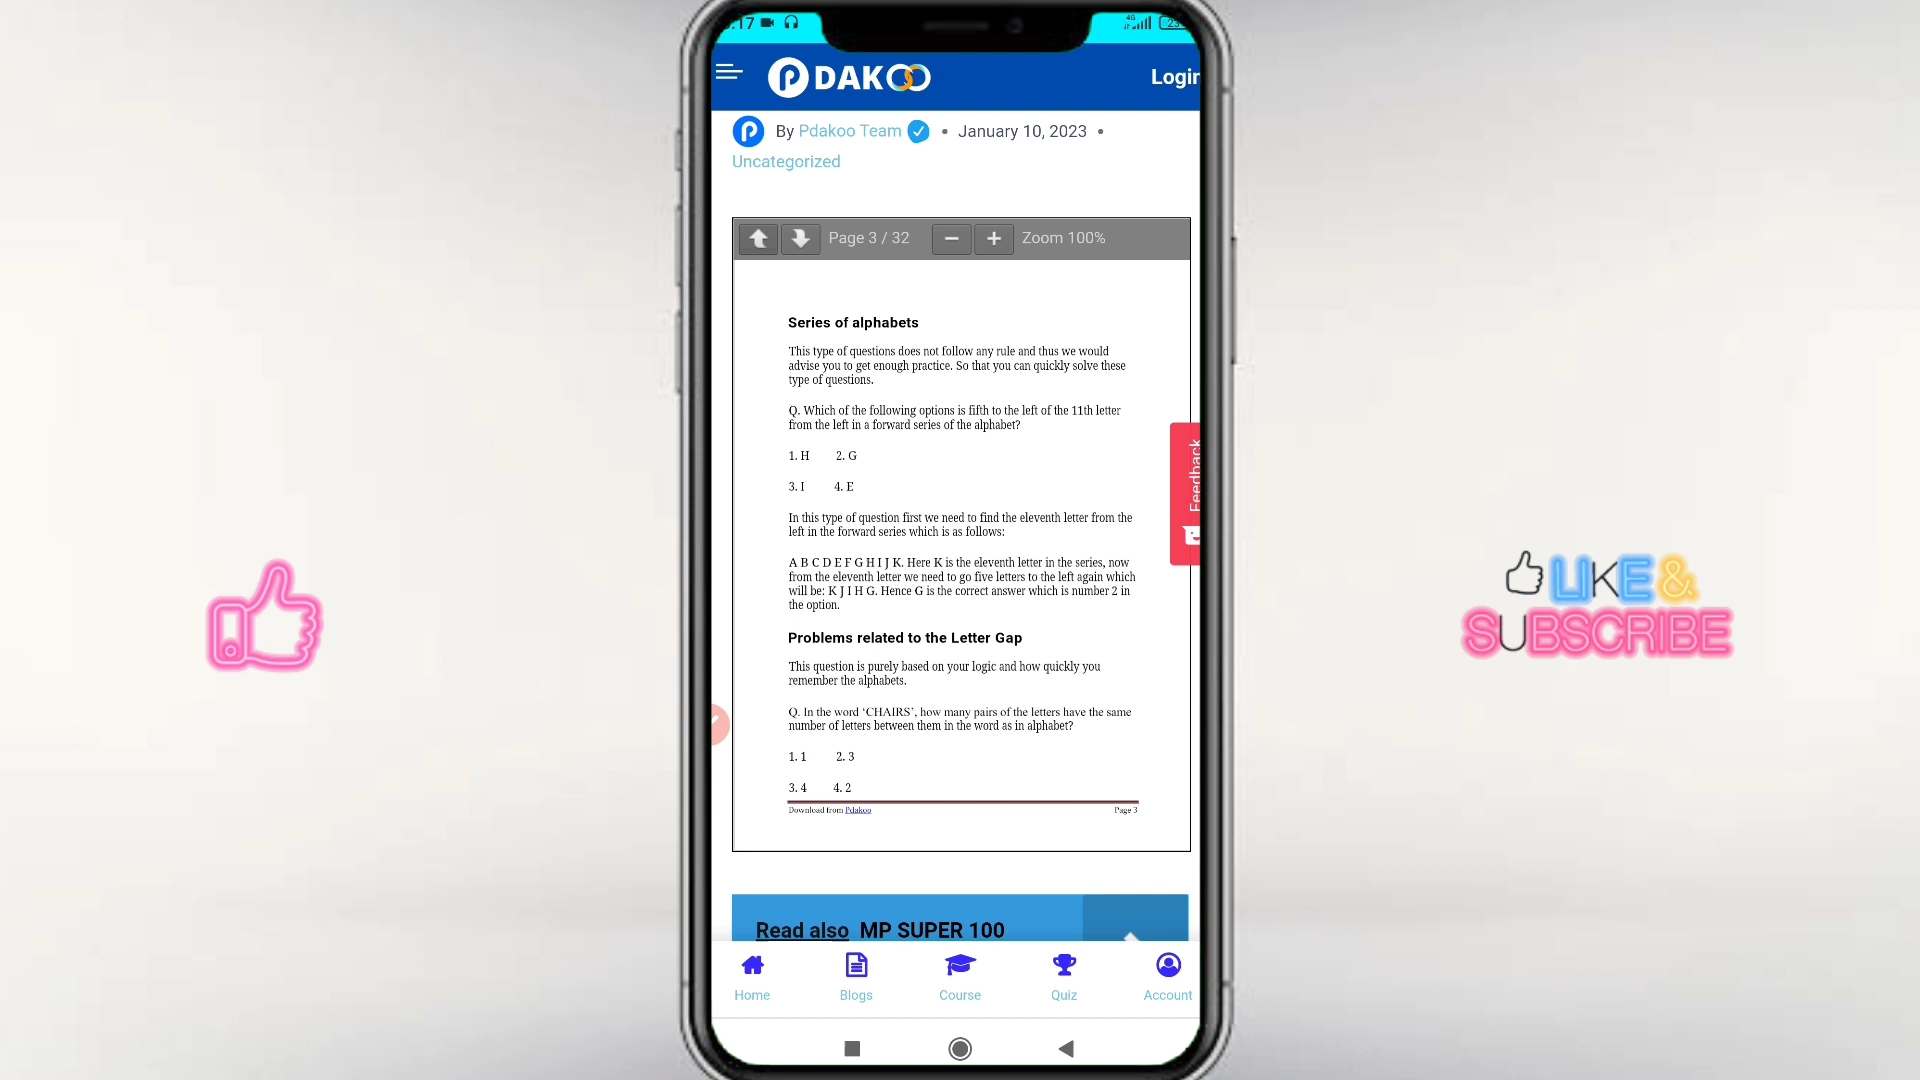 :17
4G
23
PDAKOO
Login
By Pdakoo Team • January 10, 2023 •
Uncategorized
Page 3 / 32
Zoom 100%
Series of alphabets
This type of questions does not follow any rule and thus we would
advise you to get enough practice. So that you can quickly solve these
type of questions.
Q. Which of the following options is fifth to the left of the 11th letter
from the left in a forward series of the alphabet?
1. H 2. G
3. I 4. E
In this type of question first we need to find the eleventh letter from the
left in the forward series which is as follows:
A B C D E F G H I J K. Here K is the eleventh letter in the series, now
from the eleventh letter we need to go five letters to the left again which
will be: K J I H G. Hence G is the correct answer which is number 2 in
the option.
Problems related to the Letter Gap
This question is purely based on your logic and how quickly you
remember the alphabets.
Q. In the word ‘CHAIRS’, how many pairs of the letters have the same
number of letters between them in the word as in alphabet?
1. 1 2. 3
3. 4 4. 2
Download from Pdakoo Page 3
Feedback
Read also MP SUPER 100
Home Blogs Course Quiz Account
LIKE &
SUBSCRIBE